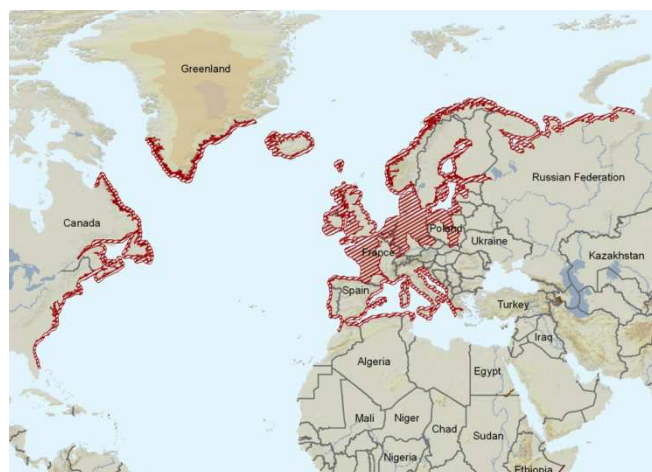 Greenland
Russian Federation
Canada
Poland
Ukraine
France
Kazakhstan
Spain
Turkey
Iraq
Algeria
Egypt
Mali
Niger
Chad
Sudan
Nigeria
Ethiopia